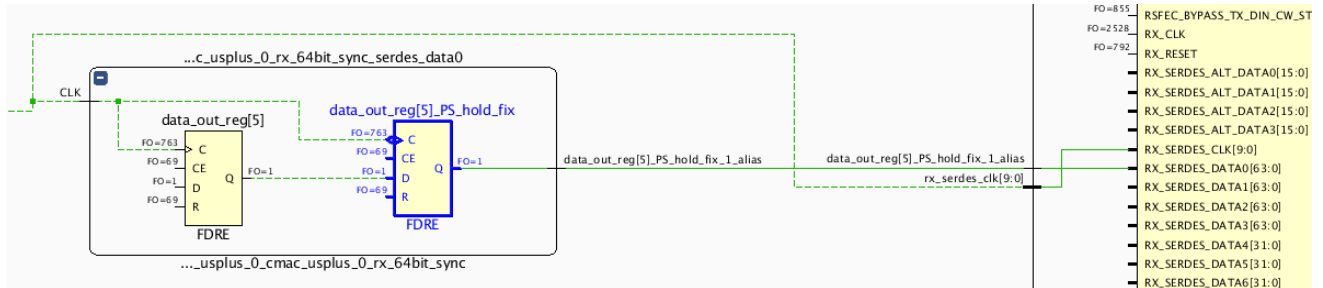 ...c_usplus_0_rx_64bit_sync_serdes_data0
CLK
data_out_reg[5]
FO=763
C
FO=69
CE
FO=1
D
FO=69
R
Q
FO=1
FDRE
data_out_reg[5]_PS_hold_fix
FO=763
C
FO=69
CE
FO=1
D
FO=69
R
Q
FO=1
FDRE
..._usplus_0_cmac_usplus_0_rx_64bit_sync
data_out_reg[5]_PS_hold_fix_1_alias
data_out_reg[5]_PS_hold_fix_1_alias
rx_serdes_clk[9:0]
FO=855
RSFEC_BYPASS_TX_DIN_CW_ST
FO=2528
RX_CLK
FO=792
RX_RESET
RX_SERDES_ALT_DATA0[15:0]
RX_SERDES_ALT_DATA1[15:0]
RX_SERDES_ALT_DATA2[15:0]
RX_SERDES_ALT_DATA3[15:0]
RX_SERDES_CLK[9:0]
RX_SERDES_DATA0[63:0]
RX_SERDES_DATA1[63:0]
RX_SERDES_DATA2[63:0]
RX_SERDES_DATA3[63:0]
RX_SERDES_DATA4[31:0]
RX_SERDES_DATA5[31:0]
RX_SERDES_DATA6[31:0]